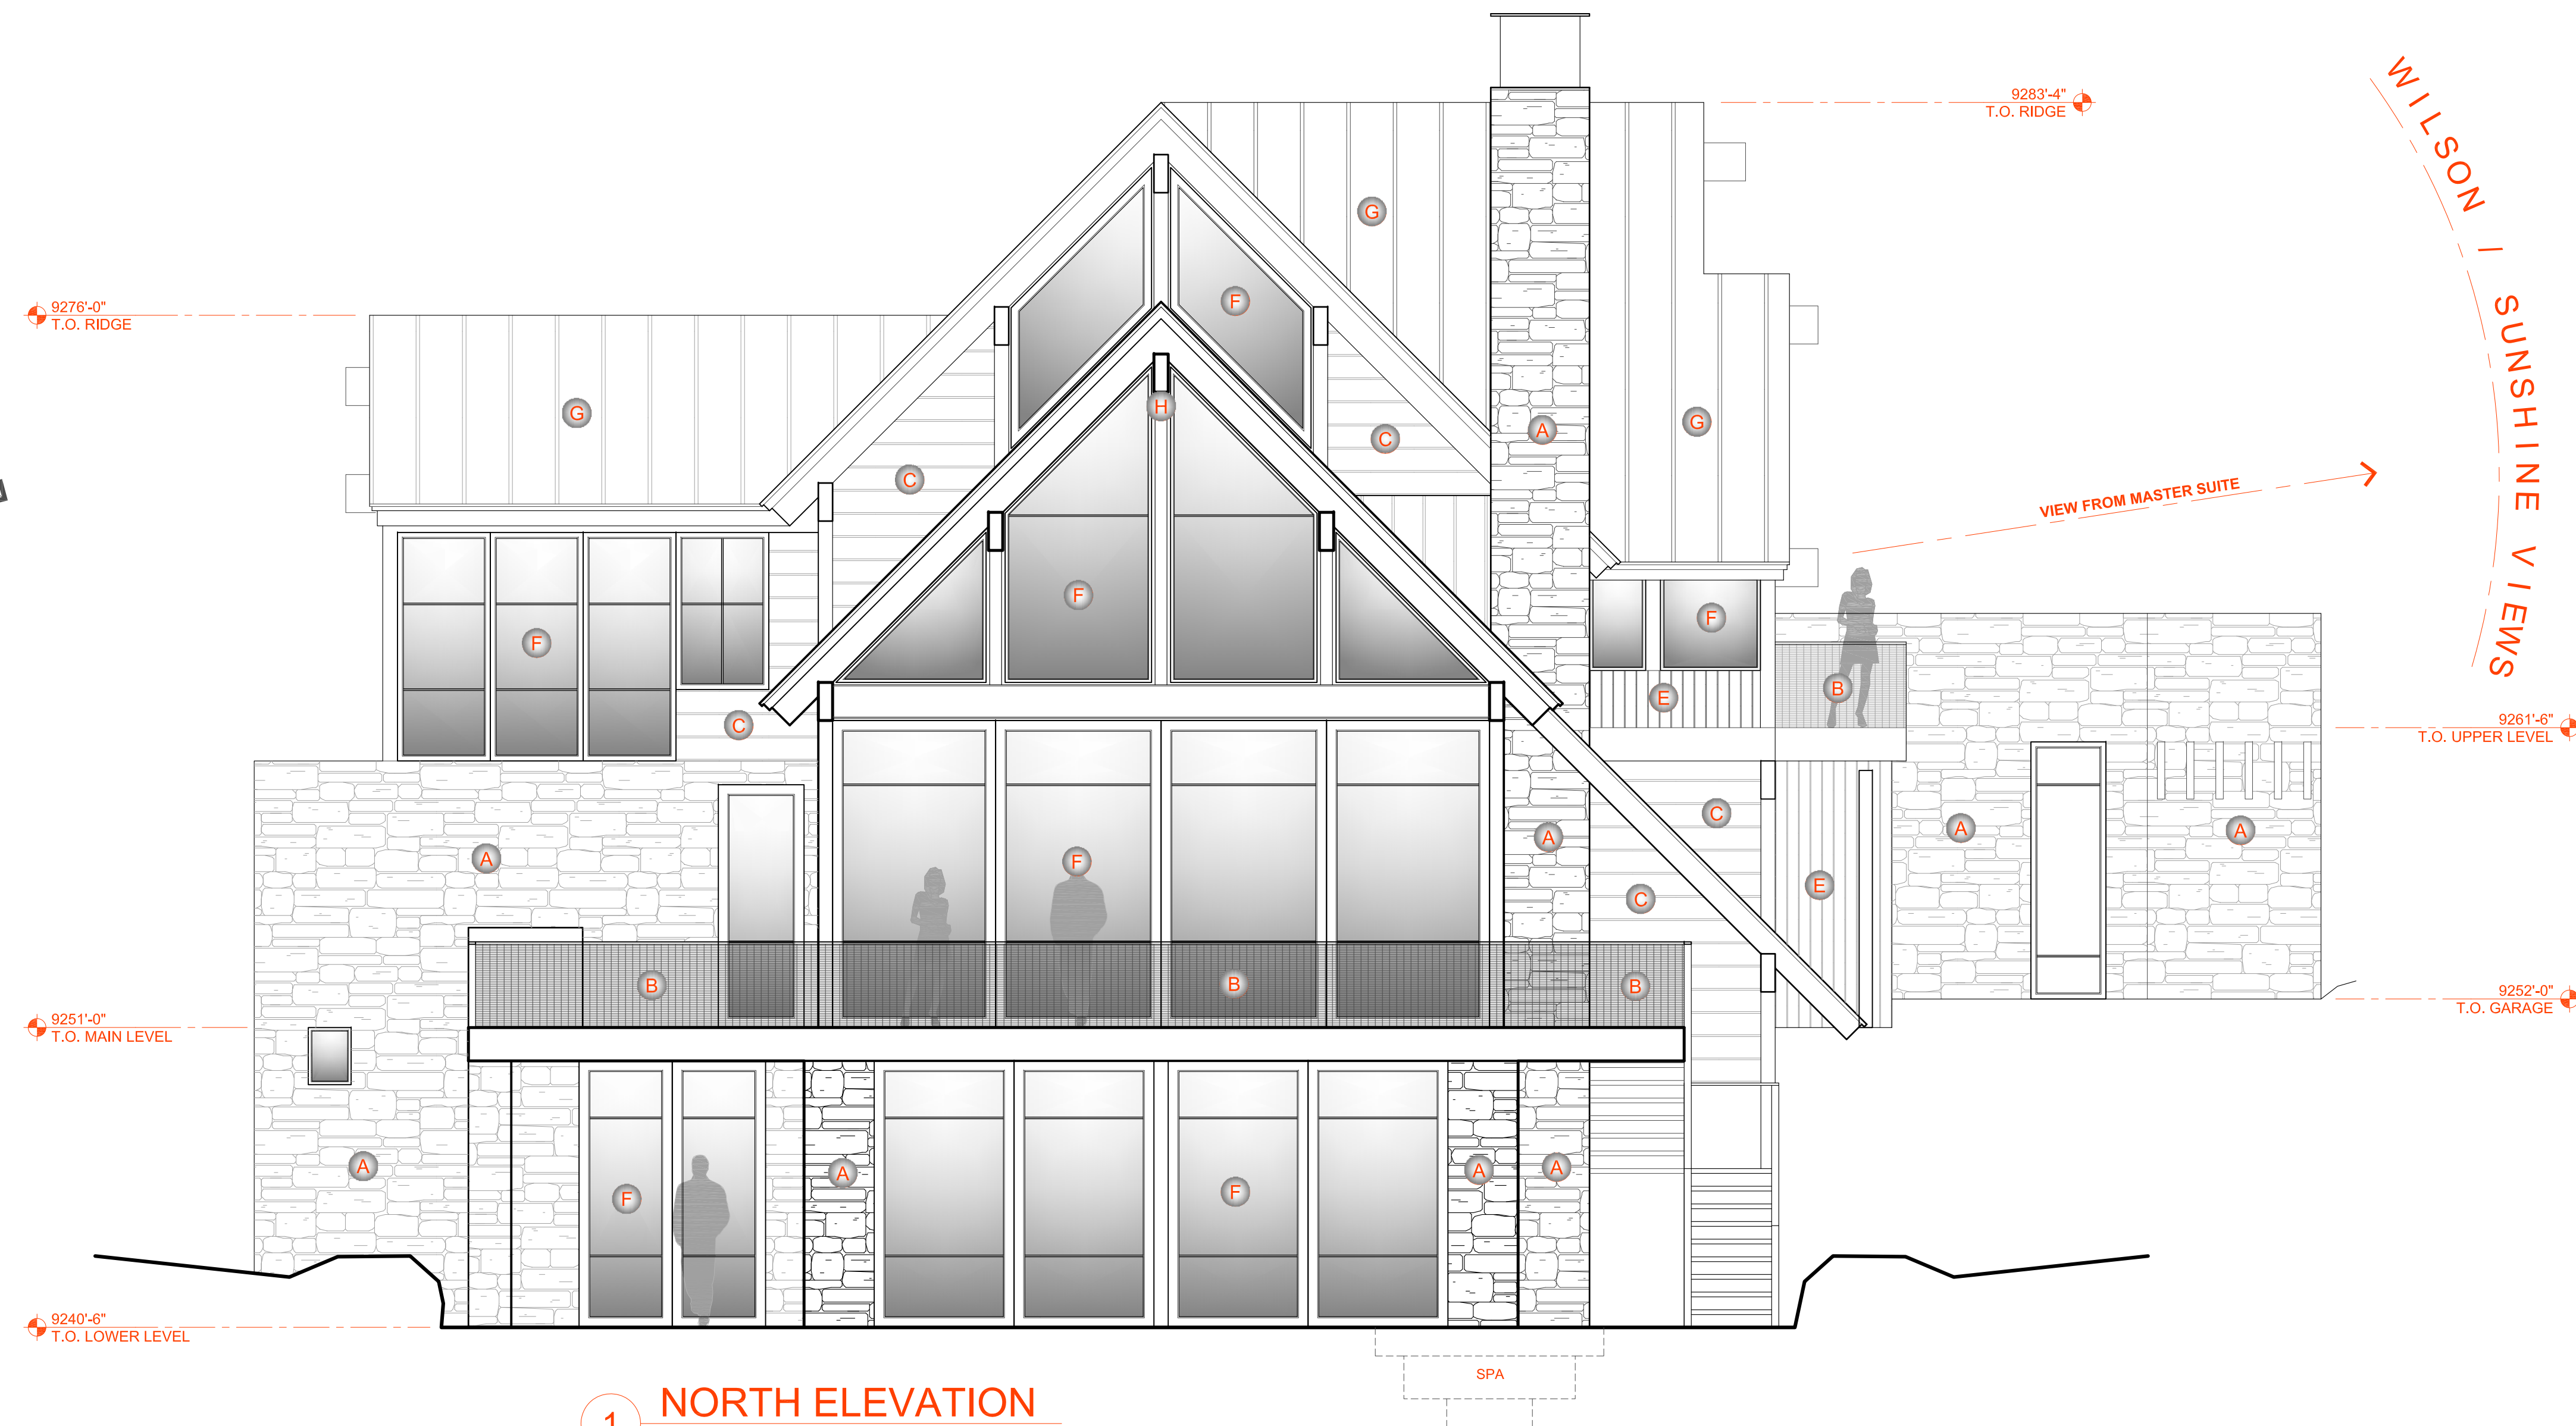 9283'-4"
T.O. RIDGE
WILSON / SUNSHINE VIEWS
G
F
9276'-0"
T.O. RIDGE
G
H
A
G
C
C
VIEW FROM MASTER SUITE
F
F
F
E
B
C
9261'-6"
T.O. UPPER LEVEL
C
A
A
A
A
F
E
C
B
B
B
9252'-0"
T.O. GARAGE
9251'-0"
T.O. MAIN LEVEL
A
A
A
A
F
F
9240'-6"
T.O. LOWER LEVEL
SPA
1
NORTH ELEVATION